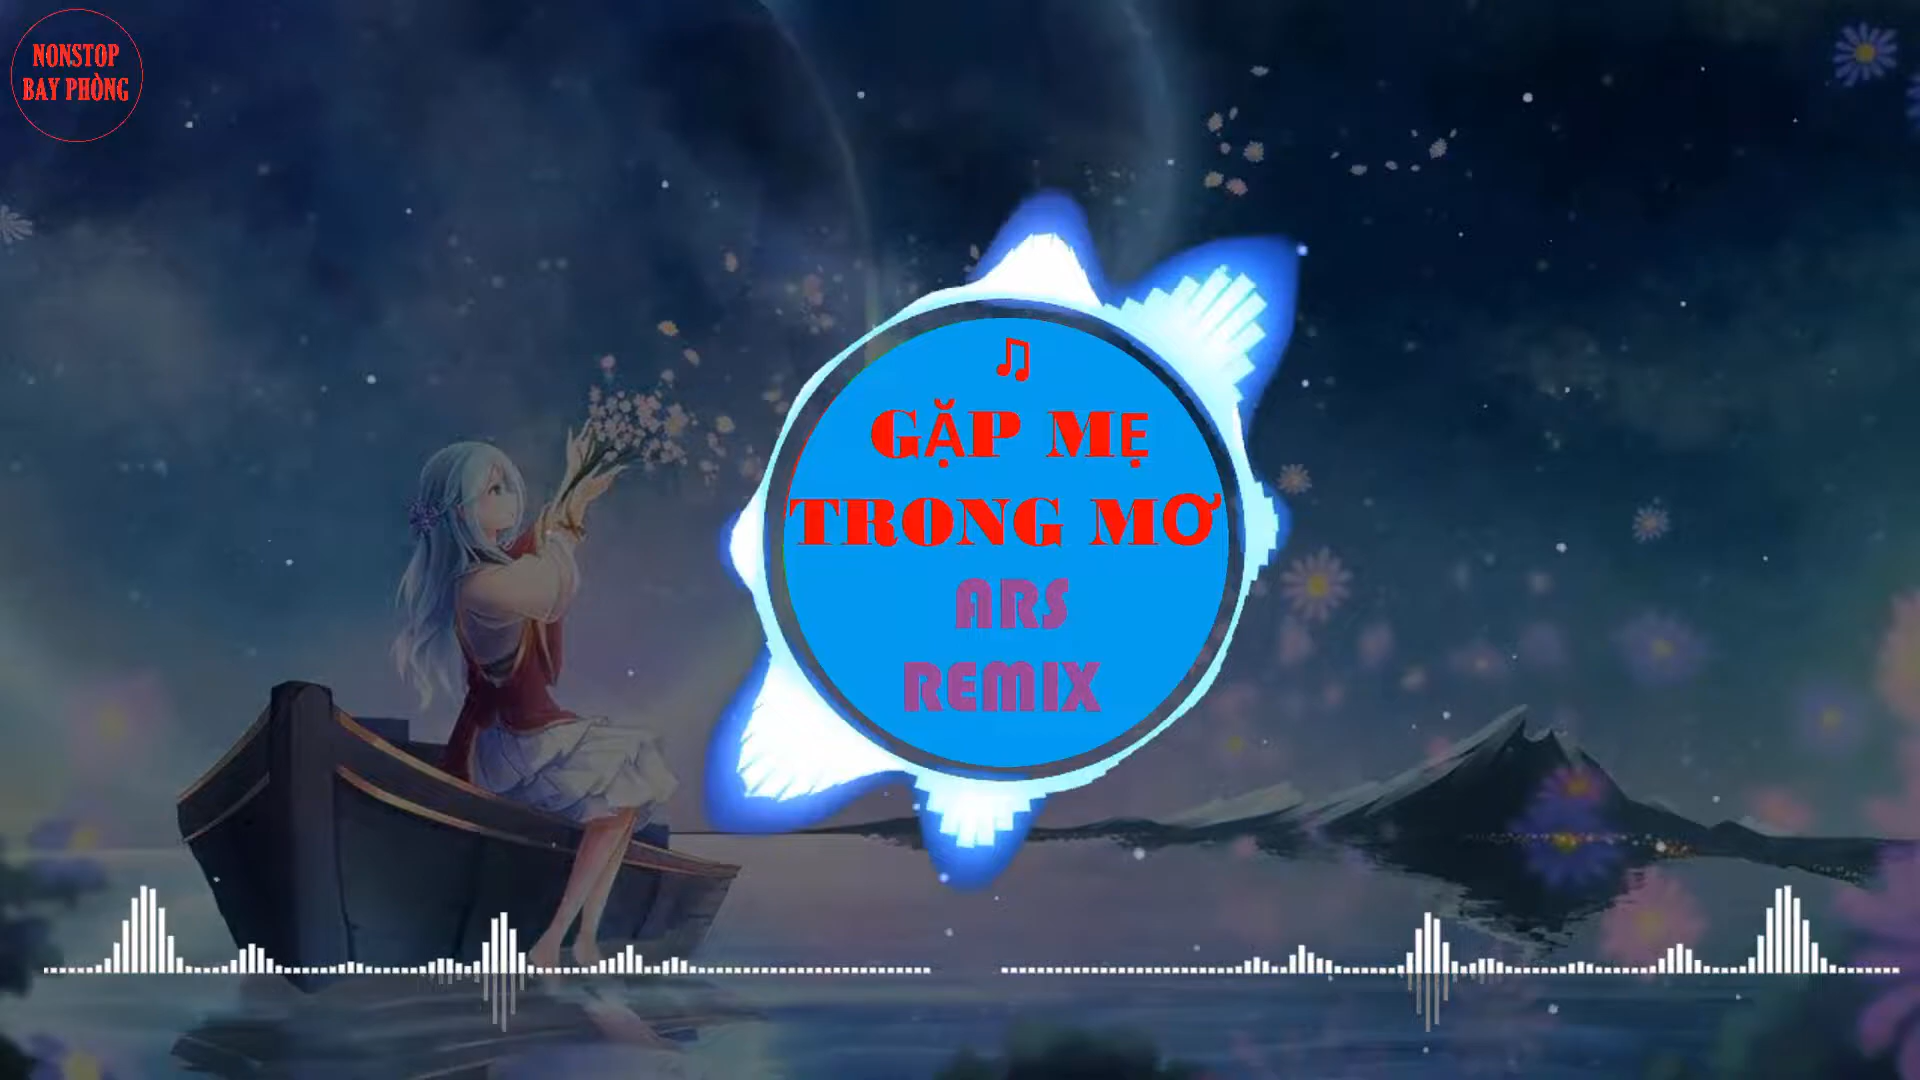 NONSTOP
BAY PHÒNG
GẶP MẸ
TRONG MƠ
ARS
REMIX